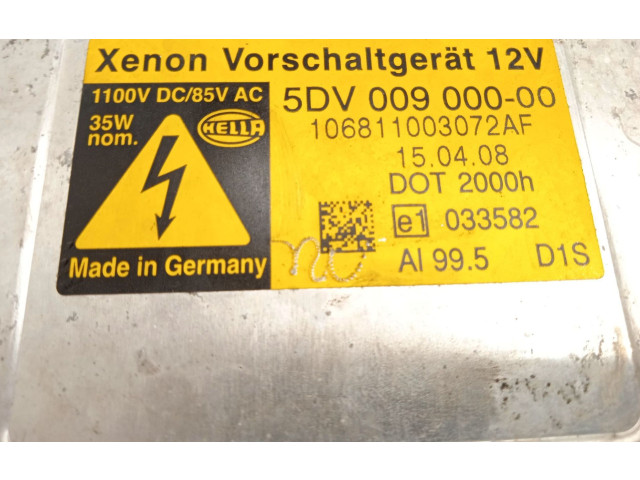 Xenon Vorschaltgerät 12V
1100V DC/85V AC
35W
nom.
HELLA
Made in Germany
5DV 009 000-00
106811003072AF
15.04.08
DOT 2000h
e1 033582
Al 99.5 D1S